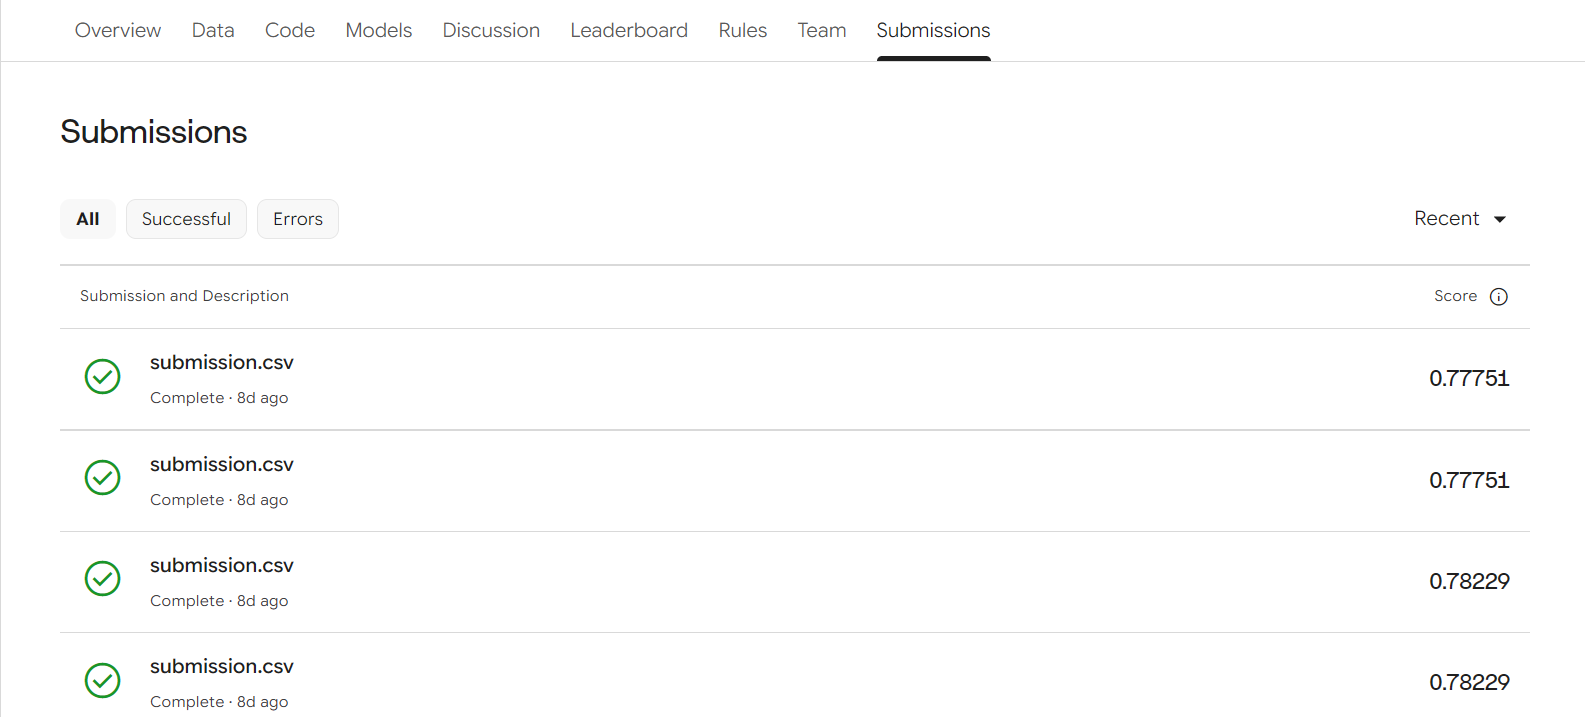 Overview Data Code Models Discussion Leaderboard Rules Team Submissions
Submissions
All Successful Errors Recent
Submission and Description Score
submission.csv
Complete · 8d ago
0.77751
submission.csv
Complete · 8d ago
0.77751
submission.csv
Complete · 8d ago
0.78229
submission.csv
Complete · 8d ago
0.78229